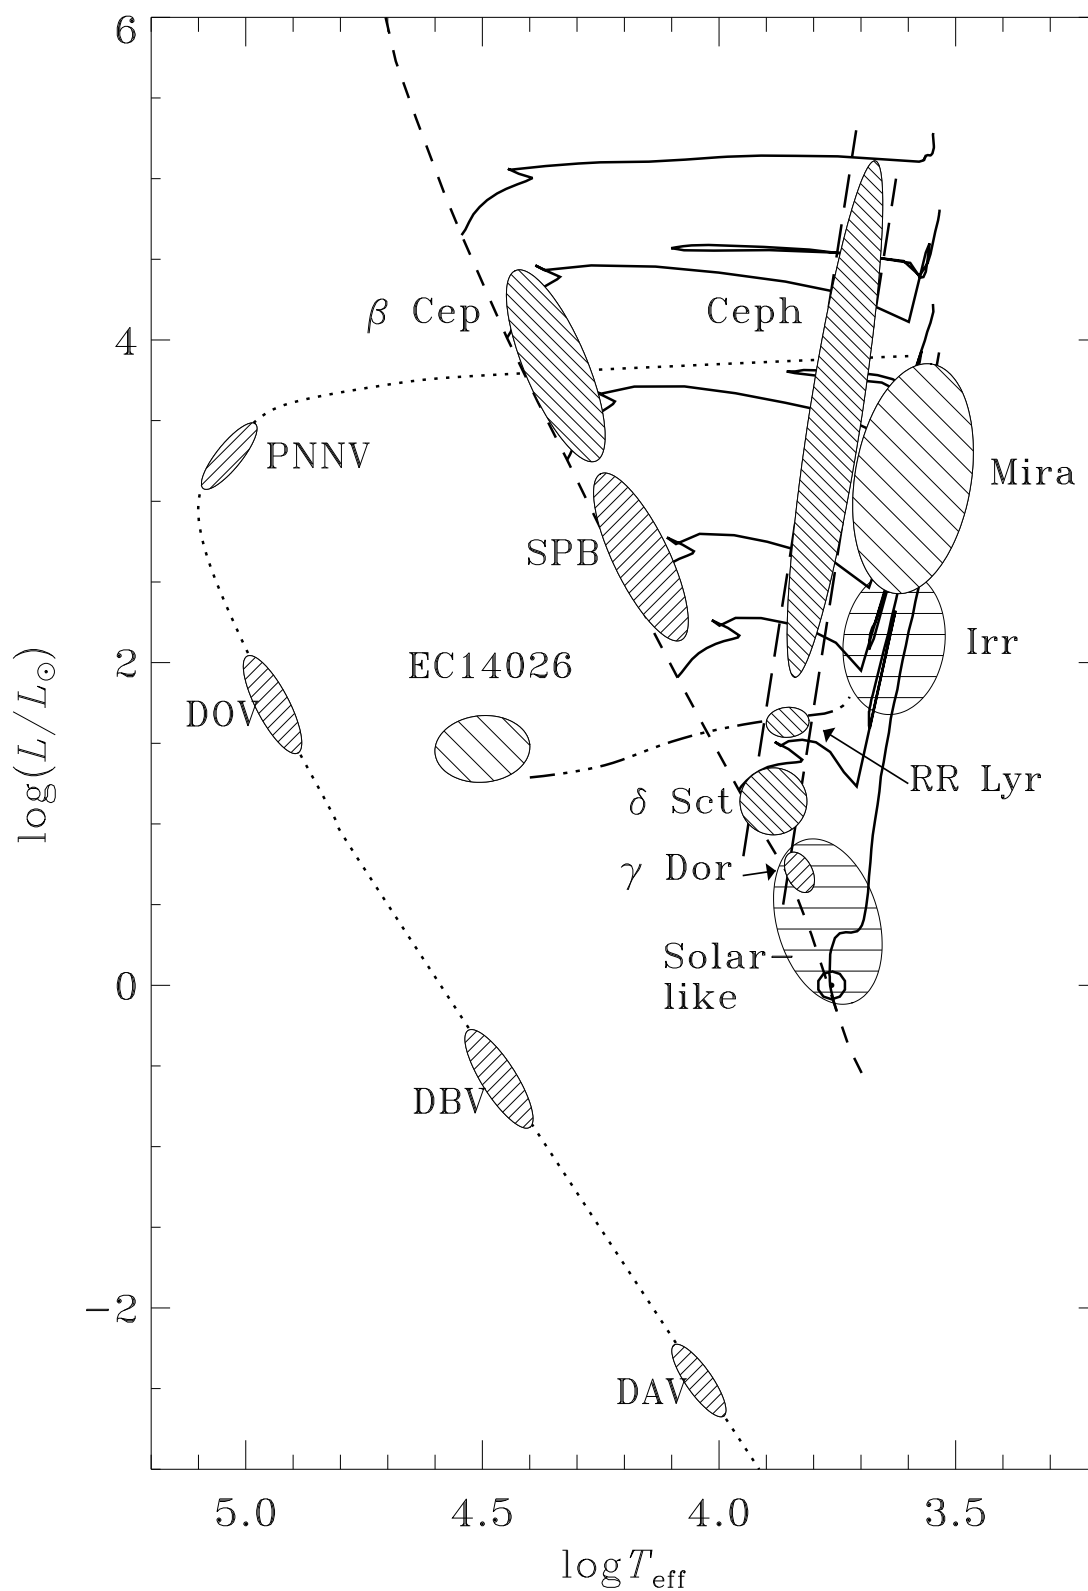 6
β Cep
Ceph
4
PNNV
Mira
SPB
Irr
2
EC14026
DOV
RR Lyr
δ Sct
γ Dor
Solar
like
0
DBV
−2
DAV
5.0 4.5 4.0 3.5
log T_eff
log(L/L☉)